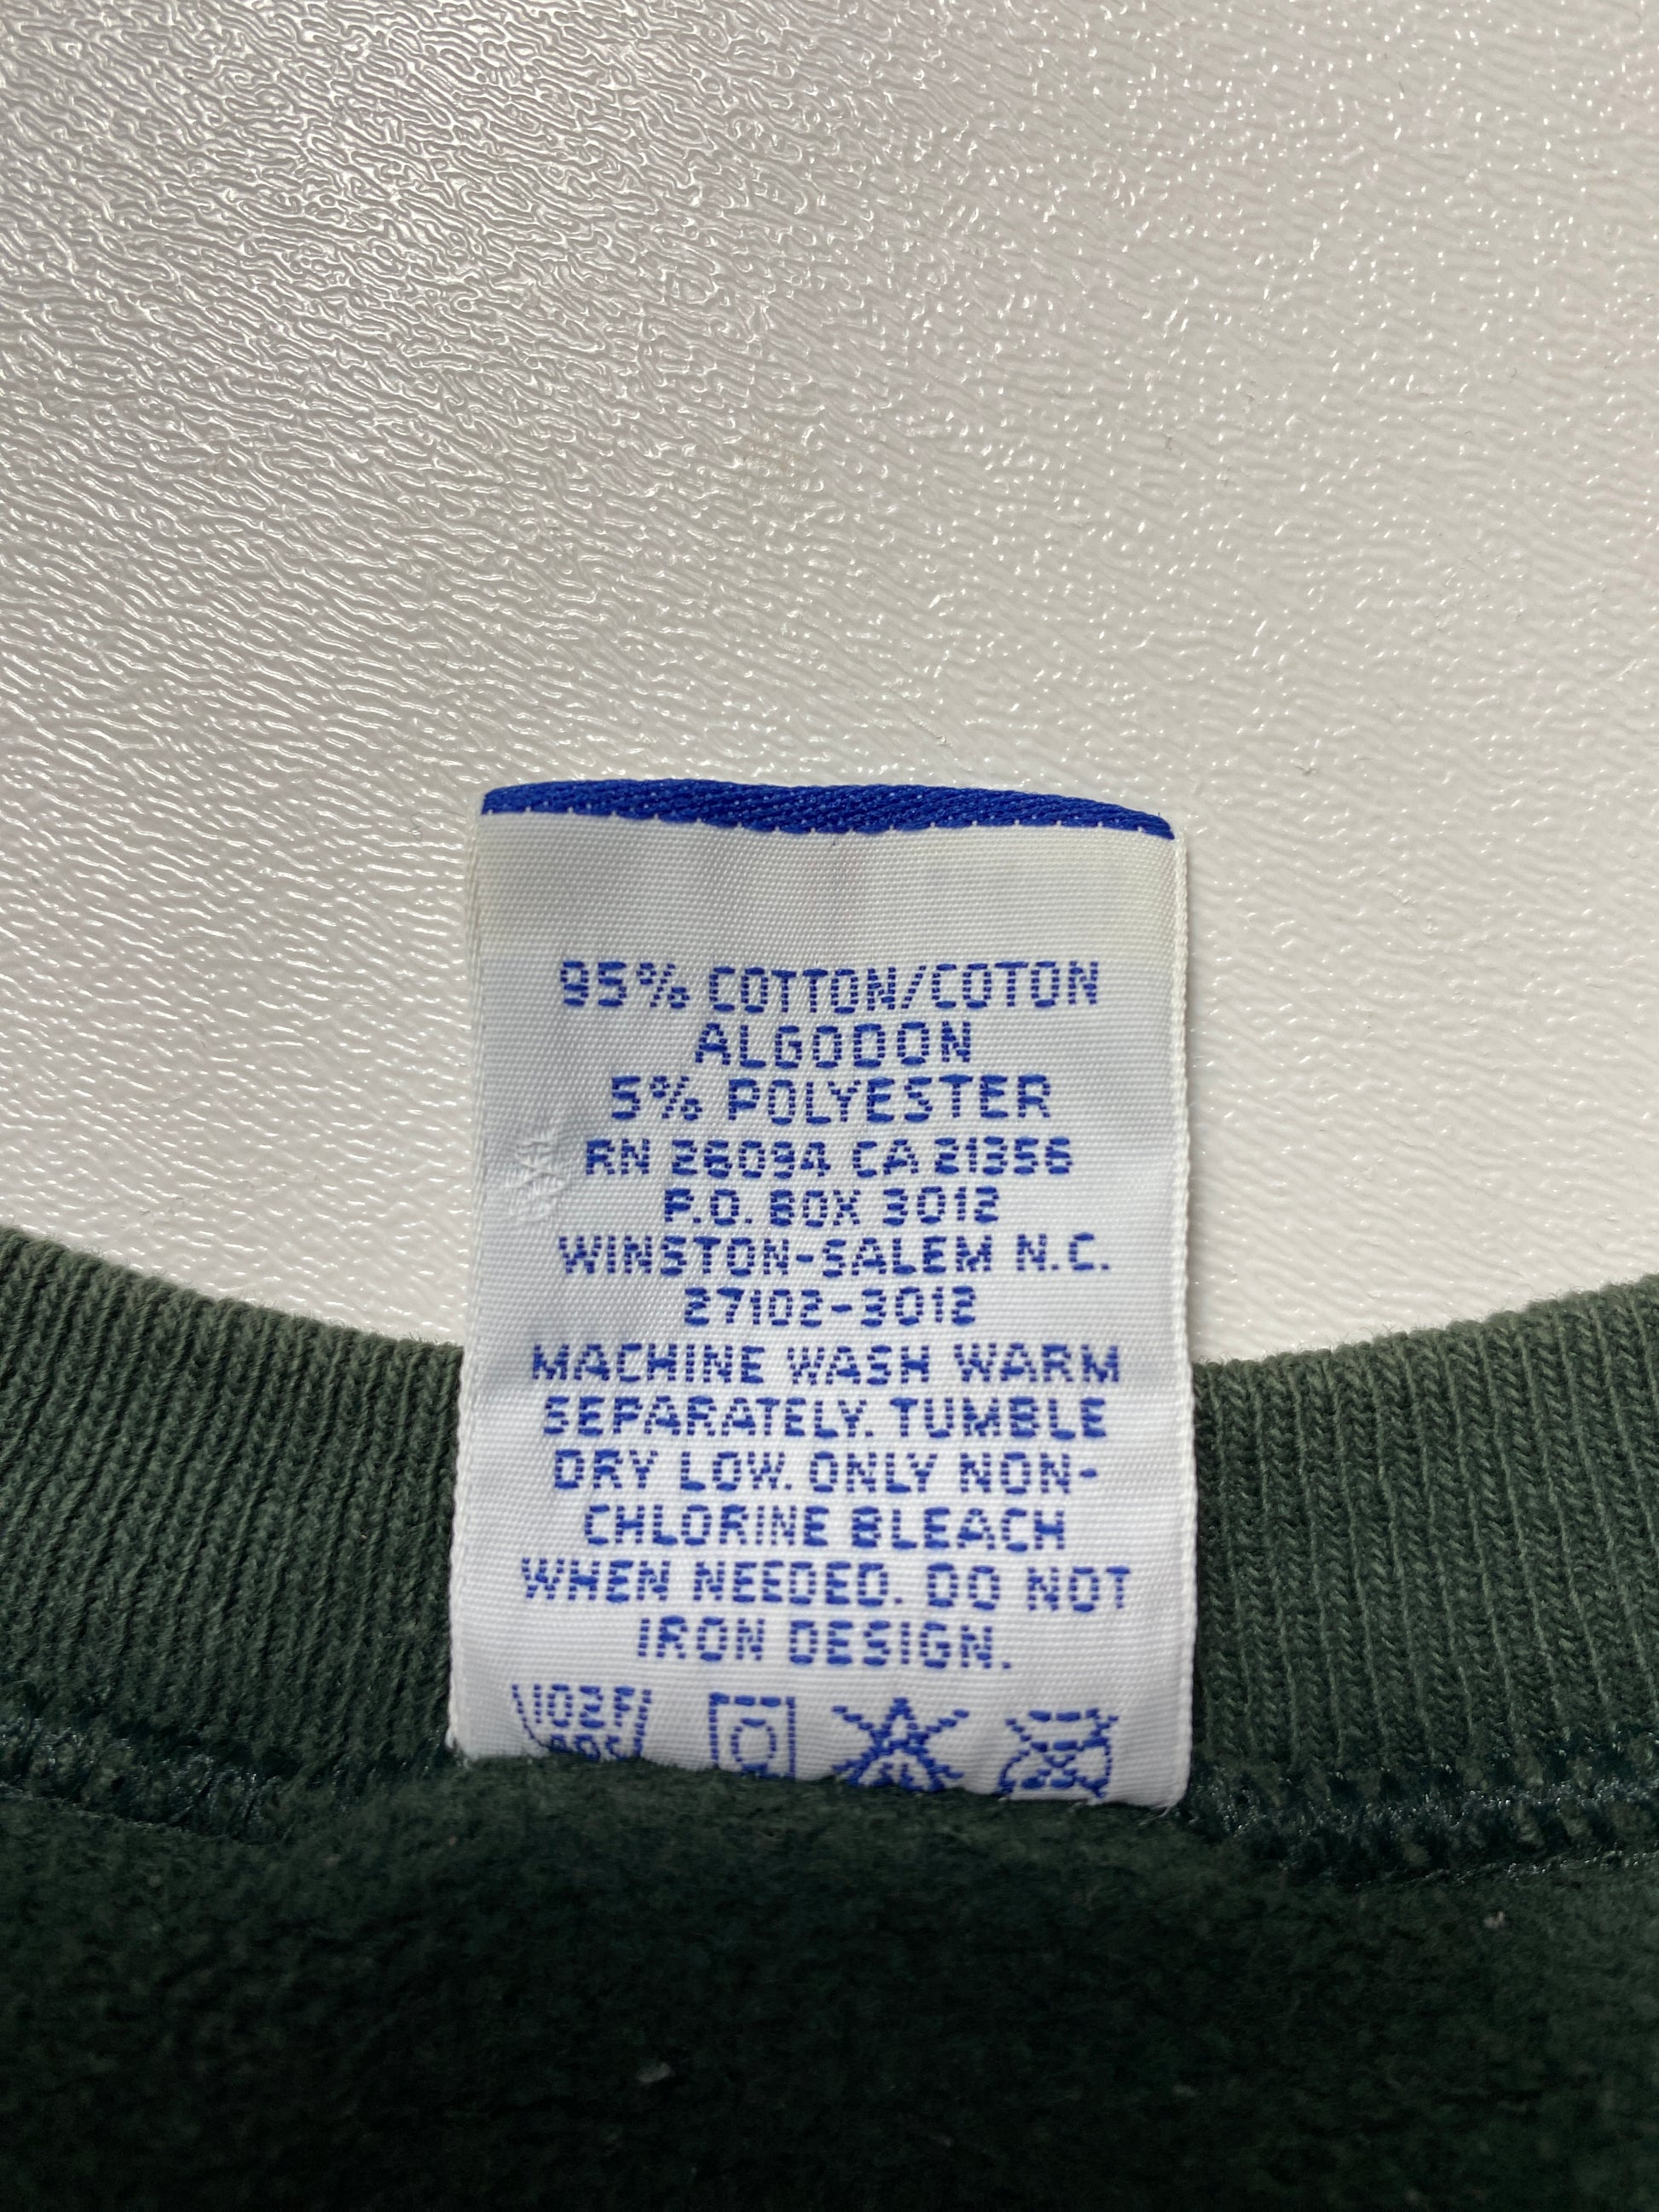 95% COTTON/COTON
ALGODON
5% POLYESTER
RN 26094 CA 21356
P.O. BOX 3012
WINSTON-SALEM N.C.
27102-3012
MACHINE WASH WARM
SEPARATELY. TUMBLE
DRY LOW. ONLY NON-
CHLORINE BLEACH
WHEN NEEDED. DO NOT
IRON DESIGN.
102F